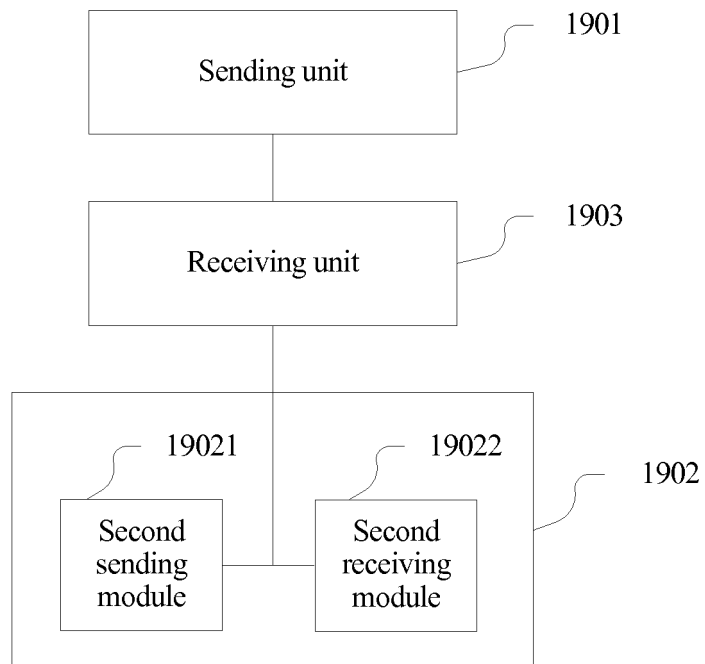 1901
Sending unit
1903
Receiving unit
19021
19022
1902
Second
sending
module
Second
receiving
module